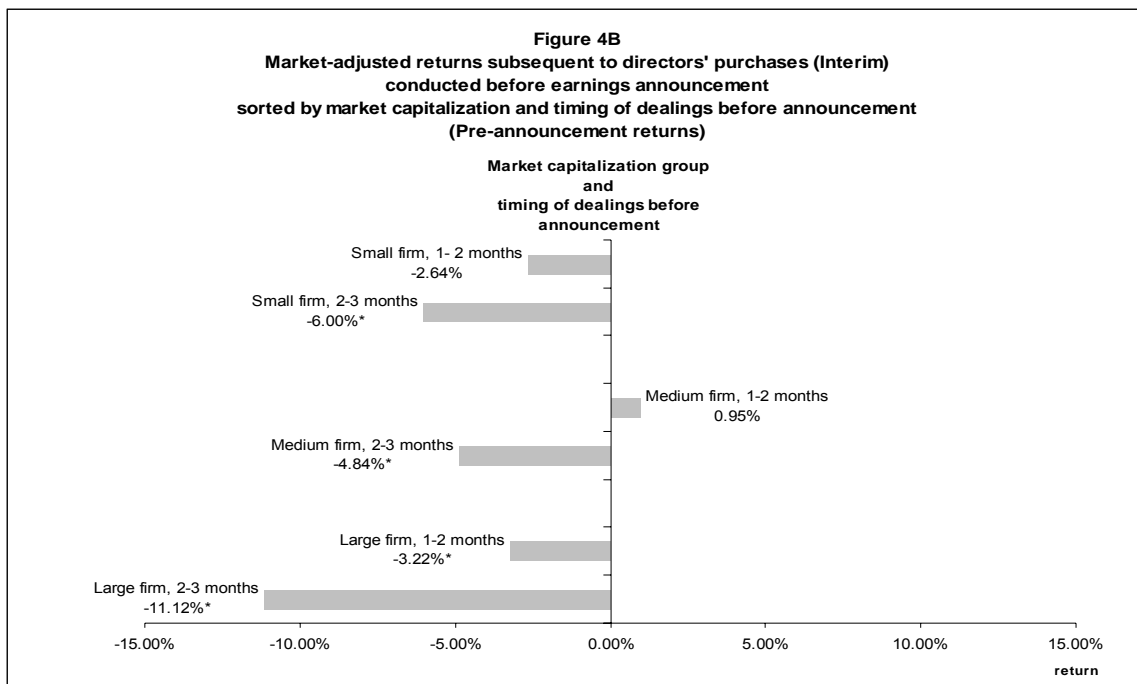 Figure 4B
Market-adjusted returns subsequent to directors' purchases (Interim)
conducted before earnings announcement
sorted by market capitalization and timing of dealings before announcement
(Pre-announcement returns)
Market capitalization group
and
timing of dealings before
announcement
Small firm, 1- 2 months
-2.64%
Small firm, 2-3 months
-6.00%*
Medium firm, 1-2 months
0.95%
Medium firm, 2-3 months
-4.84%*
Large firm, 1-2 months
-3.22%*
Large firm, 2-3 months
-11.12%*
-15.00% -10.00% -5.00% 0.00% 5.00% 10.00% 15.00%
return